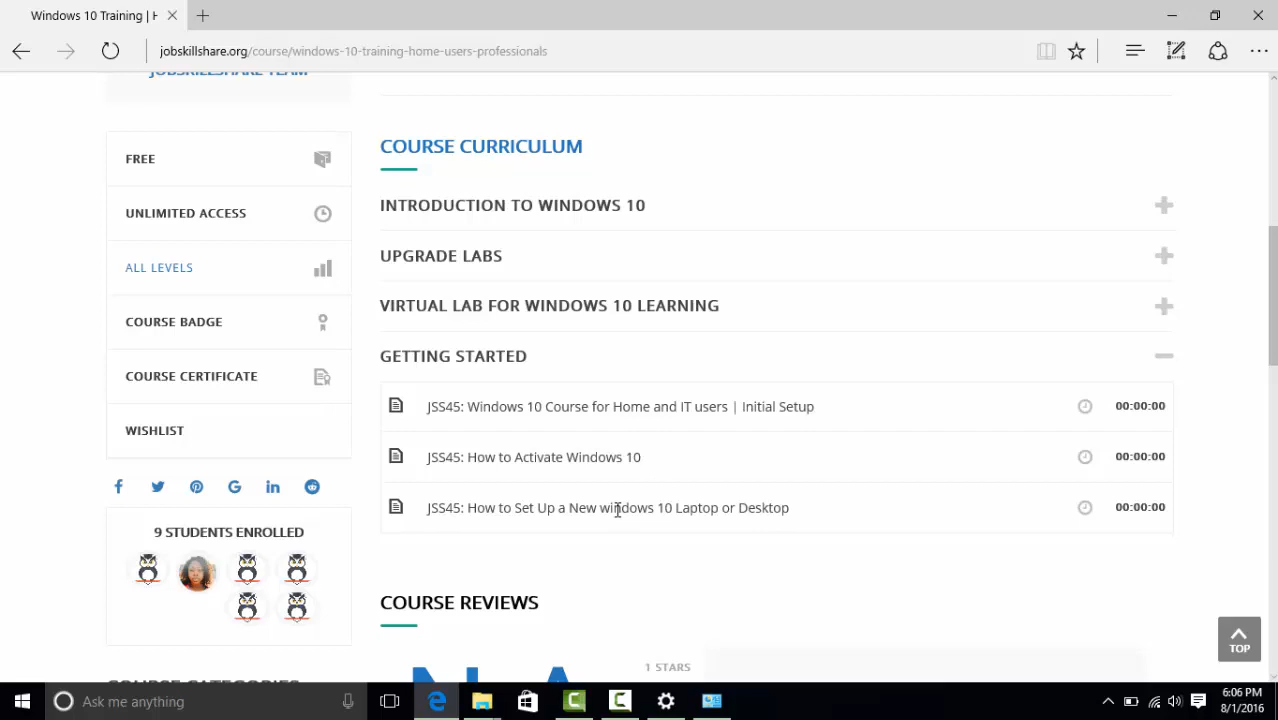 Windows 10 Training | H
jobskillshare.org/course/windows-10-training-home-users-professionals
JOBSKILLSHARE TEAM
FREE
UNLIMITED ACCESS
ALL LEVELS
COURSE BADGE
COURSE CERTIFICATE
WISHLIST
9 STUDENTS ENROLLED
COURSE CATEGORIES
COURSE CURRICULUM
INTRODUCTION TO WINDOWS 10
UPGRADE LABS
VIRTUAL LAB FOR WINDOWS 10 LEARNING
GETTING STARTED
JSS45: Windows 10 Course for Home and IT users | Initial Setup 00:00:00
JSS45: How to Activate Windows 10 00:00:00
JSS45: How to Set Up a New windows 10 Laptop or Desktop 00:00:00
COURSE REVIEWS
1 STARS
TOP
Ask me anything
6:06 PM
8/1/2016